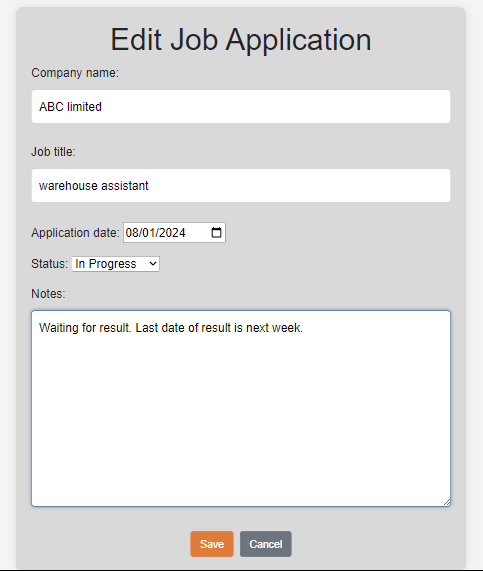 Edit Job Application
Company name:
ABC limited
Job title:
warehouse assistant
Application date: 08/01/2024
Status: In Progress
Notes:
Waiting for result. Last date of result is next week.
Save Cancel